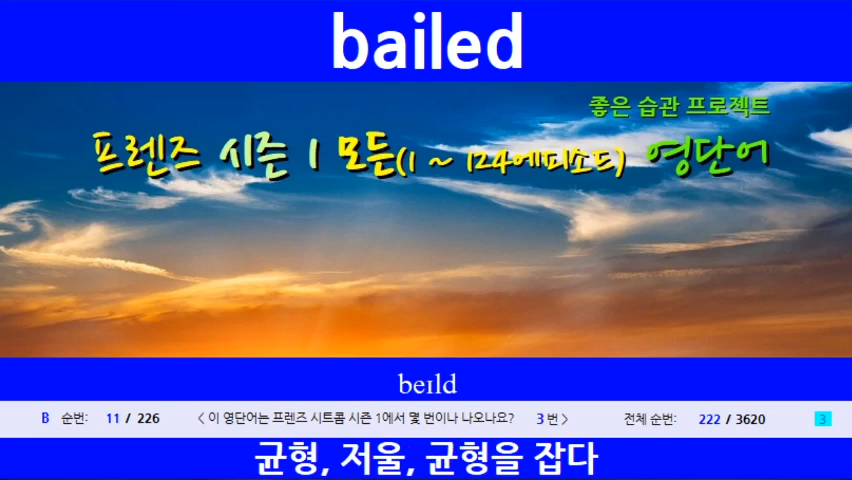 bailed
좋은 습관 프로젝트
프렌즈 시즌 1 모든(1 ~ 124에피소드) 영단어
beɪld
B 순번: 11 / 226 < 이 영단어는 프렌즈 시트콤 시즌 1에서 몇 번이나 나오나요? 3 번 > 전체 순번: 222 / 3620 3
균형, 저울, 균형을 잡다